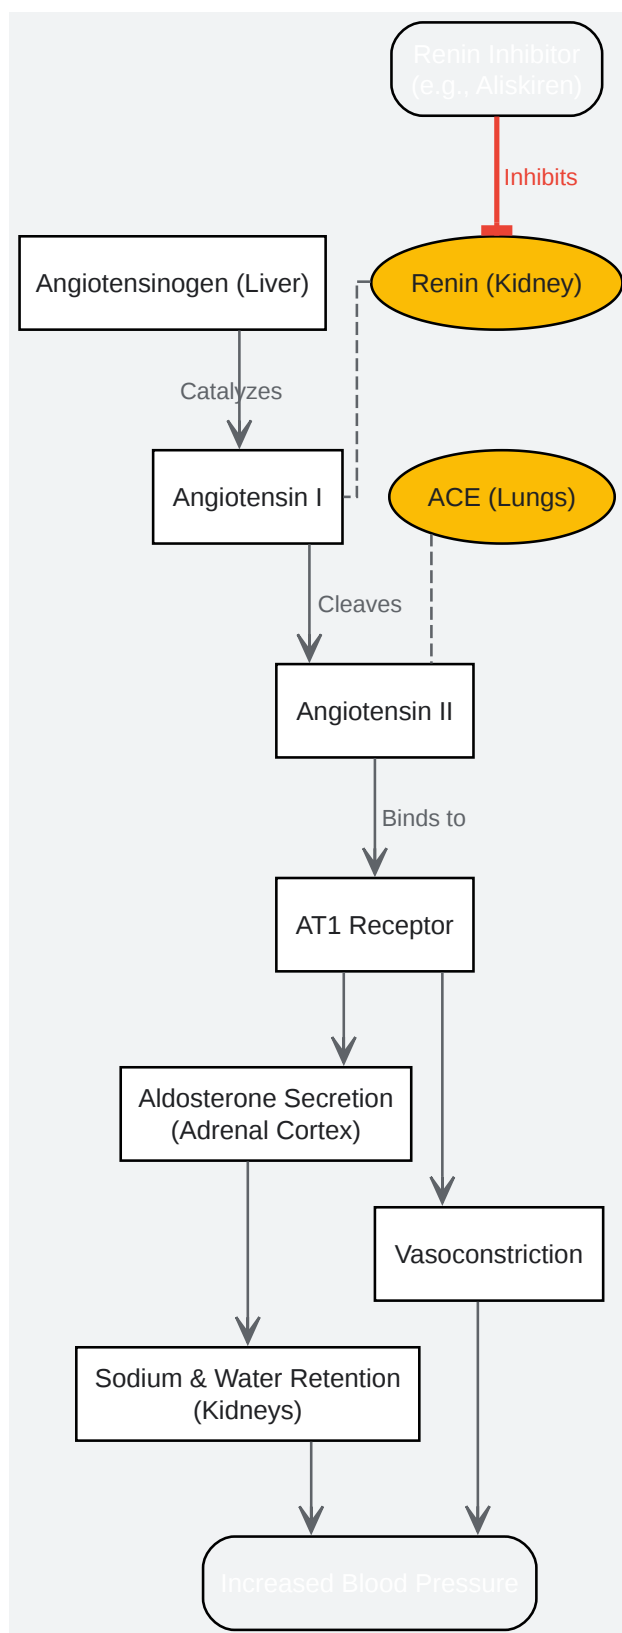 Renin Inhibitor
(e.g., Aliskiren)
Inhibits
Angiotensinogen (Liver)
Renin (Kidney)
Catalyzes
Angiotensin I
ACE (Lungs)
Cleaves
Angiotensin II
Binds to
AT1 Receptor
Aldosterone Secretion
(Adrenal Cortex)
Vasoconstriction
Sodium & Water Retention
(Kidneys)
Increased Blood Pressure